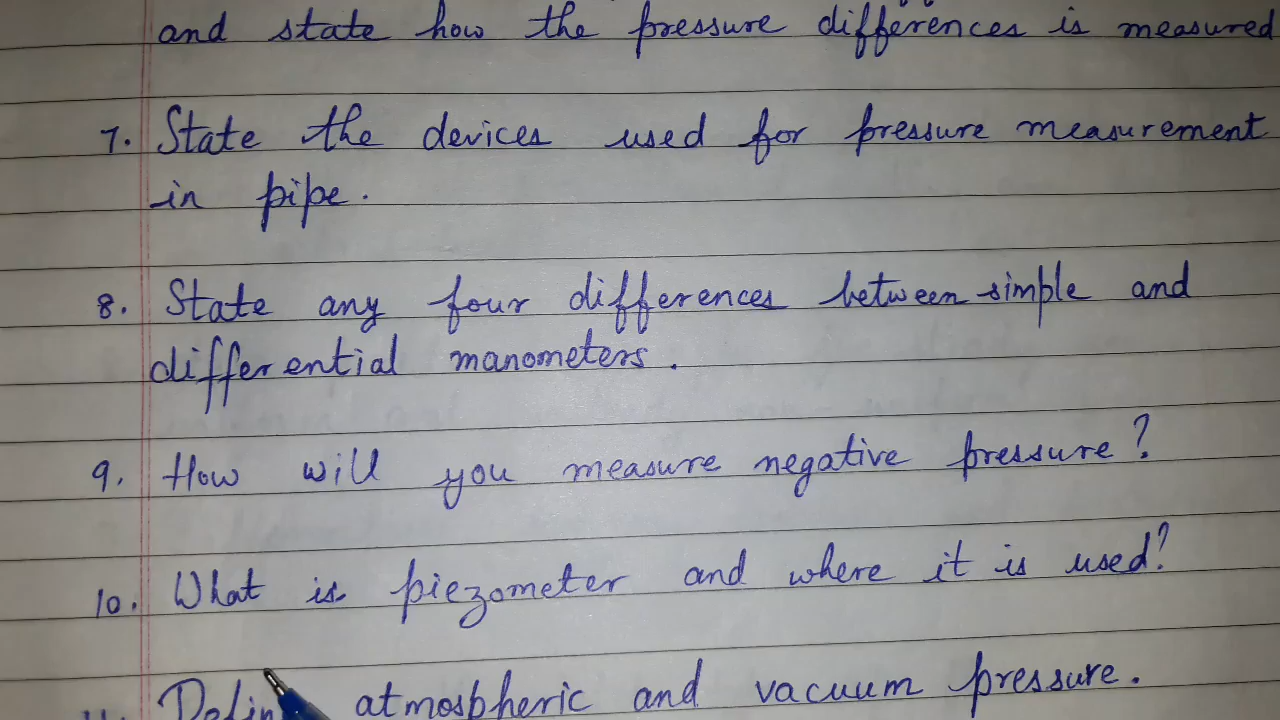 and state how the pressure differences is measured
7. State the devices used for pressure measurement
in pipe.
8. State any four differences between simple and
differential manometers.
9. How will you measure negative pressure?
10. What is piezometer and where it is used?
atmospheric and vacuum pressure.